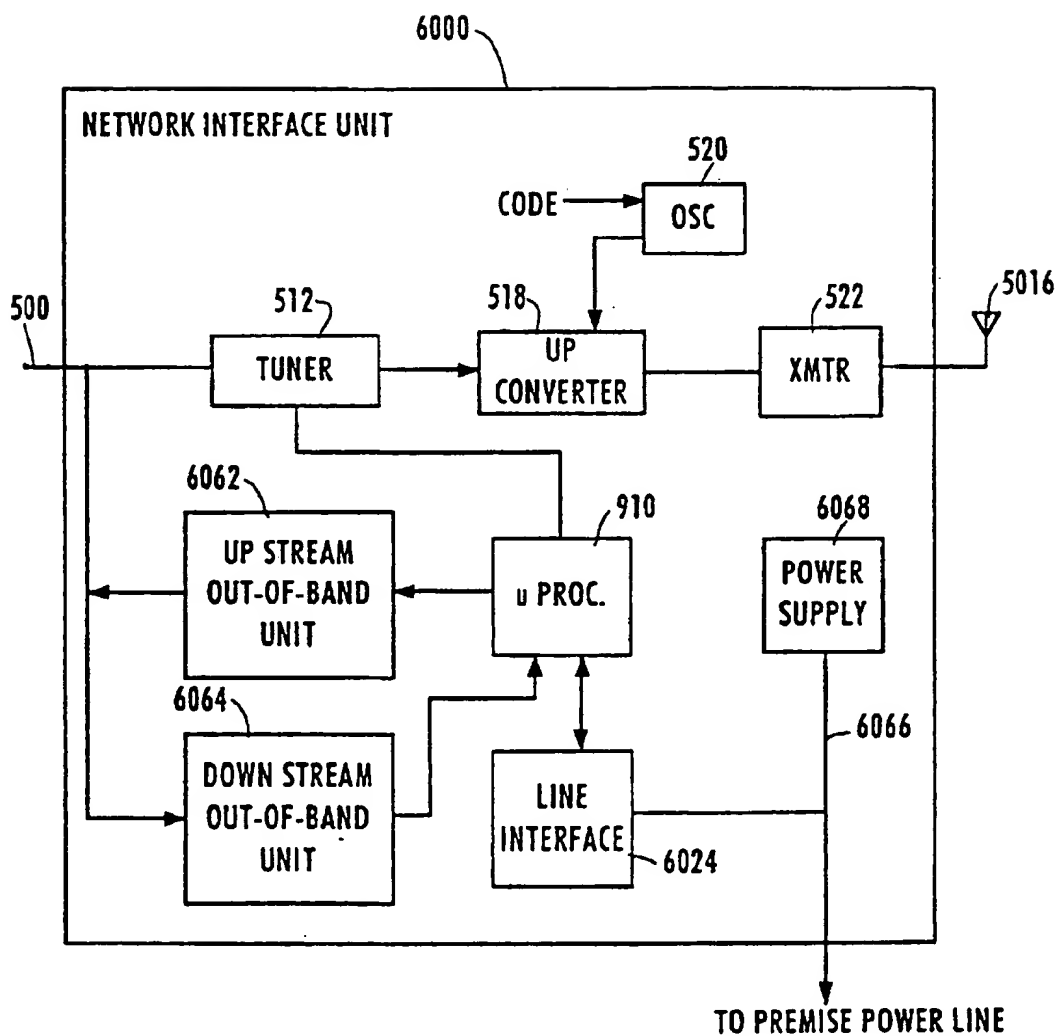 6000
NETWORK INTERFACE UNIT
520
CODE
OSC
500
512
518
522
5016
TUNER
UP
CONVERTER
XMTR
6062
910
6068
UP STREAM
OUT-OF-BAND
UNIT
u PROC.
POWER
SUPPLY
6064
6066
DOWN STREAM
OUT-OF-BAND
UNIT
LINE
INTERFACE
6024
TO PREMISE POWER LINE